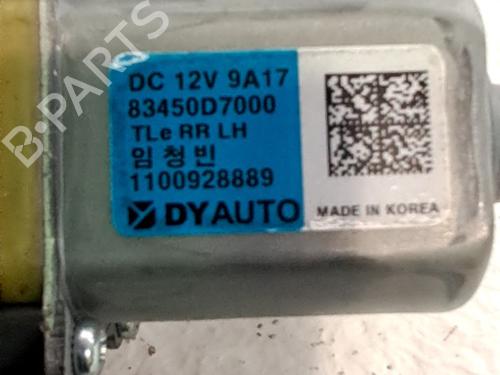 DC 12V 9A17
83450D7000
TLe RR LH
임청빈
1100928889
DYAUTO
MADE IN KOREA
B-PARTS